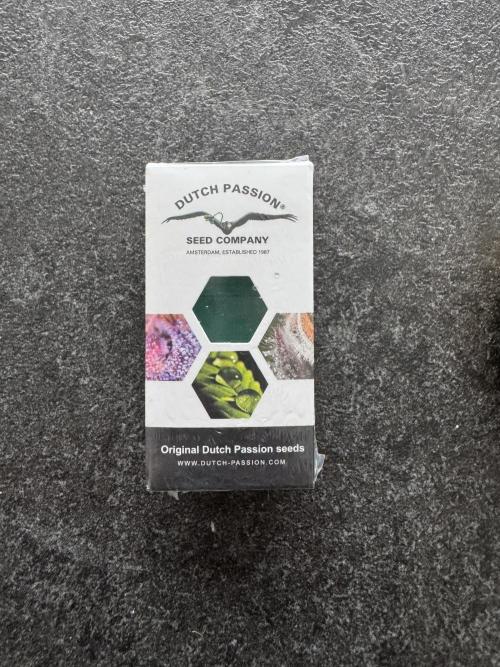 DUTCH PASSION®
SEED COMPANY
AMSTERDAM, ESTABLISHED 1987
Original Dutch Passion seeds
WWW.DUTCH-PASSION.COM